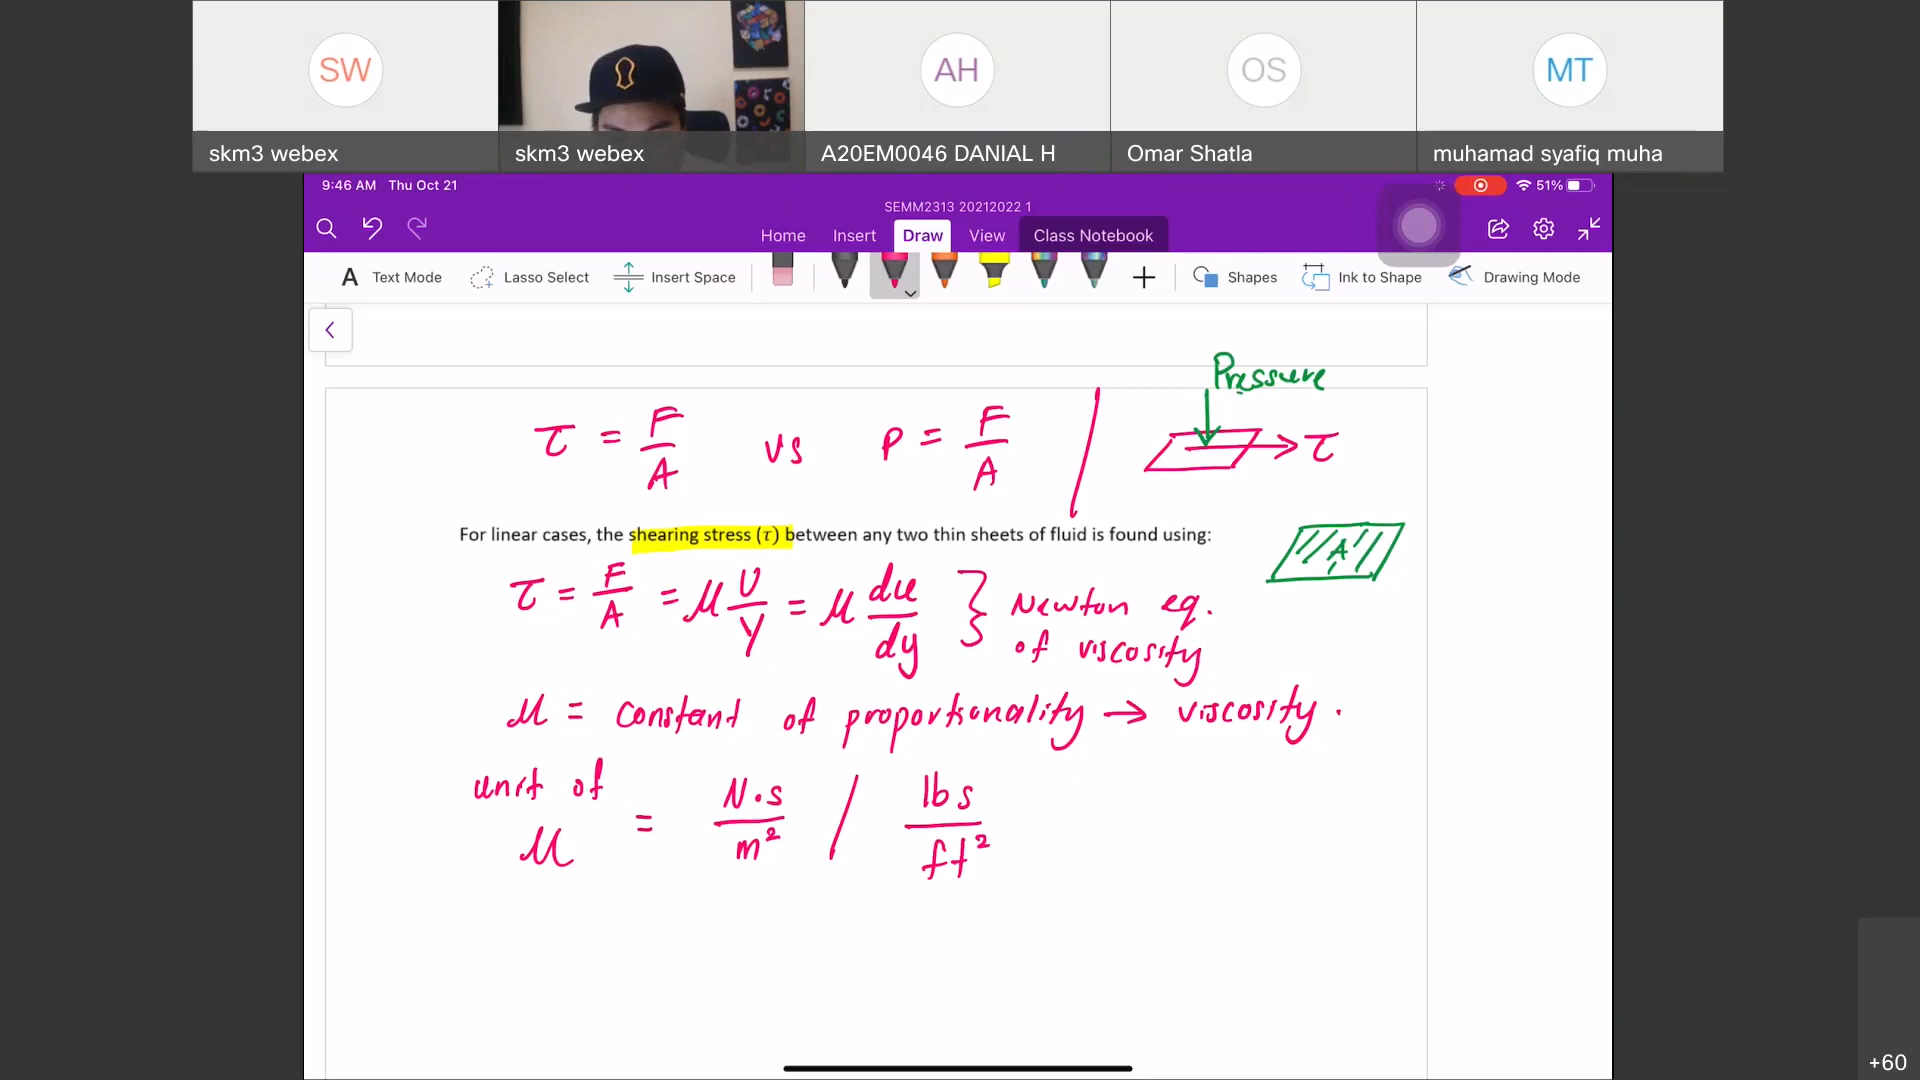 SW
AH
OS
MT
skm3 webex
skm3 webex
A20EM0046 DANIAL H
Omar Shatla
muhamad syafiq muha
9:46 AM Thu Oct 21
51%
SEMM2313 20212022 1
Home Insert Draw View Class Notebook
A Text Mode Lasso Select Insert Space Shapes Ink to Shape Drawing Mode
Pressure
τ = F/A vs P = F/A τ
For linear cases, the shearing stress (τ) between any two thin sheets of fluid is found using:
A
τ = F/A = μ U/Y = μ du/dy } Newton eq.
of viscosity
μ = constant of proportionality → viscosity.
unit of
μ = N·s/m² / lbs/ft²
+60